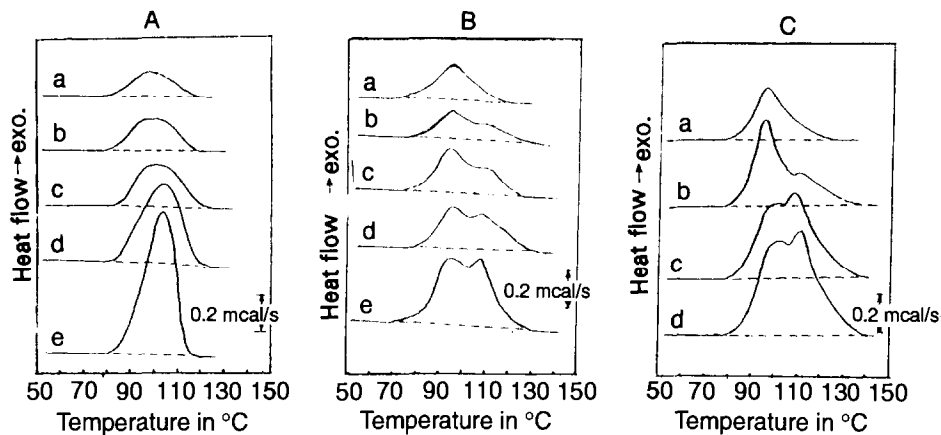 A
B
C
Heat flow → exo.
a
b
c
d
e
0.2 mcal/s
50 70 90 110 130 150
Temperature in °C
Heat flow → exo.
a
b
c
d
e
0.2 mcal/s
50 70 90 110 130 150
Temperature in °C
Heat flow → exo.
a
b
c
d
0.2 mcal/s
50 70 90 110 130 150
Temperature in °C